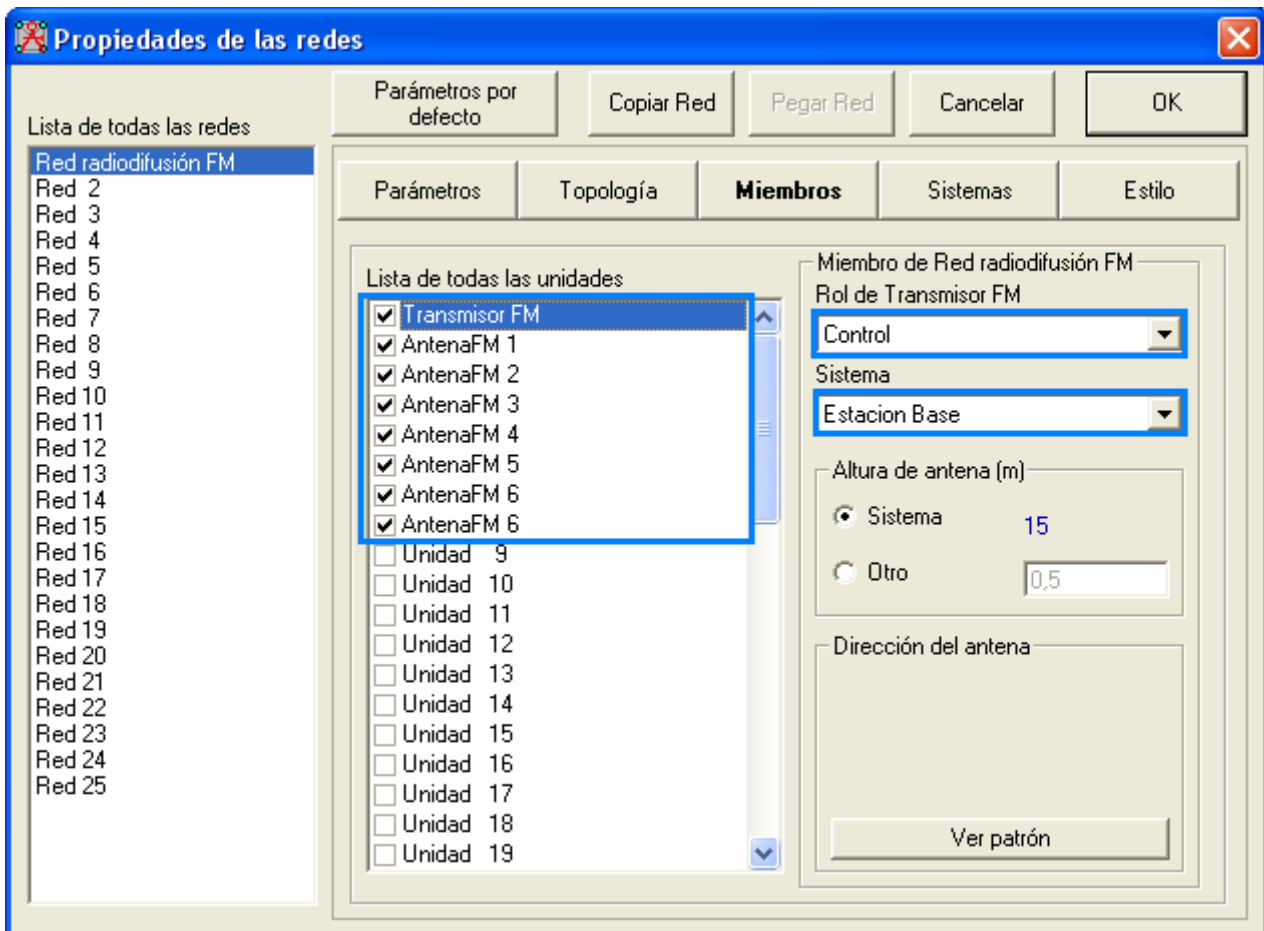 Propiedades de las redes
Parámetros por defecto
Copiar Red
Pegar Red
Cancelar
OK
Lista de todas las redes
Red radiodifusión FM
Red 2
Red 3
Red 4
Red 5
Red 6
Red 7
Red 8
Red 9
Red 10
Red 11
Red 12
Red 13
Red 14
Red 15
Red 16
Red 17
Red 18
Red 19
Red 20
Red 21
Red 22
Red 23
Red 24
Red 25
Parámetros
Topología
Miembros
Sistemas
Estilo
Lista de todas las unidades
Transmisor FM
AntenaFM 1
AntenaFM 2
AntenaFM 3
AntenaFM 4
AntenaFM 5
AntenaFM 6
AntenaFM 6
Unidad 9
Unidad 10
Unidad 11
Unidad 12
Unidad 13
Unidad 14
Unidad 15
Unidad 16
Unidad 17
Unidad 18
Unidad 19
Miembro de Red radiodifusión FM
Rol de Transmisor FM
Control
Sistema
Estacion Base
Altura de antena (m)
Sistema 15
Otro 0,5
Dirección del antena
Ver patrón